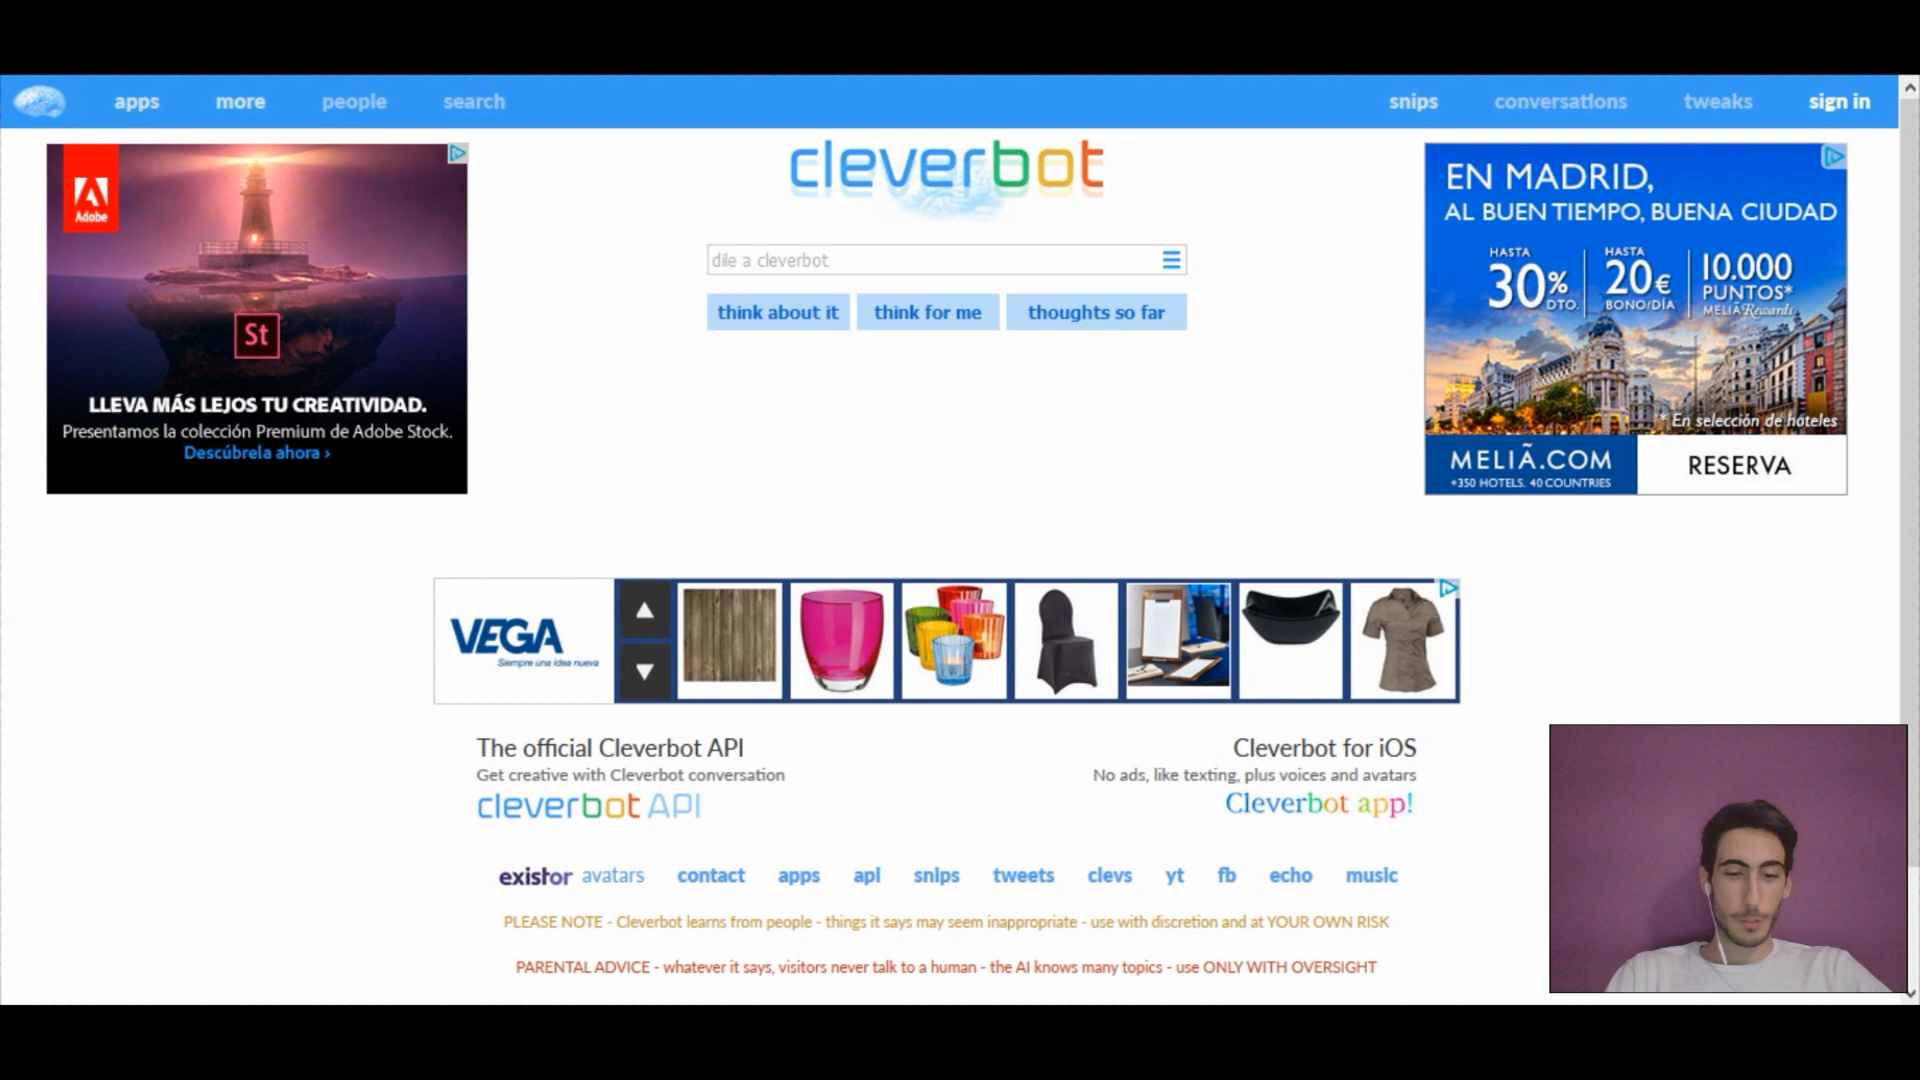 apps more people search snips conversations tweaks sign in
cleverbot
dile a cleverbot
think about it think for me thoughts so far
Adobe
St
LLEVA MÁS LEJOS TU CREATIVIDAD.
Presentamos la colección Premium de Adobe Stock.
Descúbrela ahora ›
EN MADRID,
AL BUEN TIEMPO, BUENA CIUDAD
HASTA 30% DTO.
HASTA 20€ BONO/DÍA
10.000 PUNTOS*
MELIÃ Rewards
* En selección de hoteles
MELIÃ.COM
+350 HOTELS. 40 COUNTRIES
RESERVA
VEGA
Siempre una idea nueva
The official Cleverbot API
Get creative with Cleverbot conversation
cleverbot API
Cleverbot for iOS
No ads, like texting, plus voices and avatars
Cleverbot app!
existor avatars contact apps api snips tweets clevs yt fb echo music
PLEASE NOTE - Cleverbot learns from people - things it says may seem inappropriate - use with discretion and at YOUR OWN RISK
PARENTAL ADVICE - whatever it says, visitors never talk to a human - the AI knows many topics - use ONLY WITH OVERSIGHT